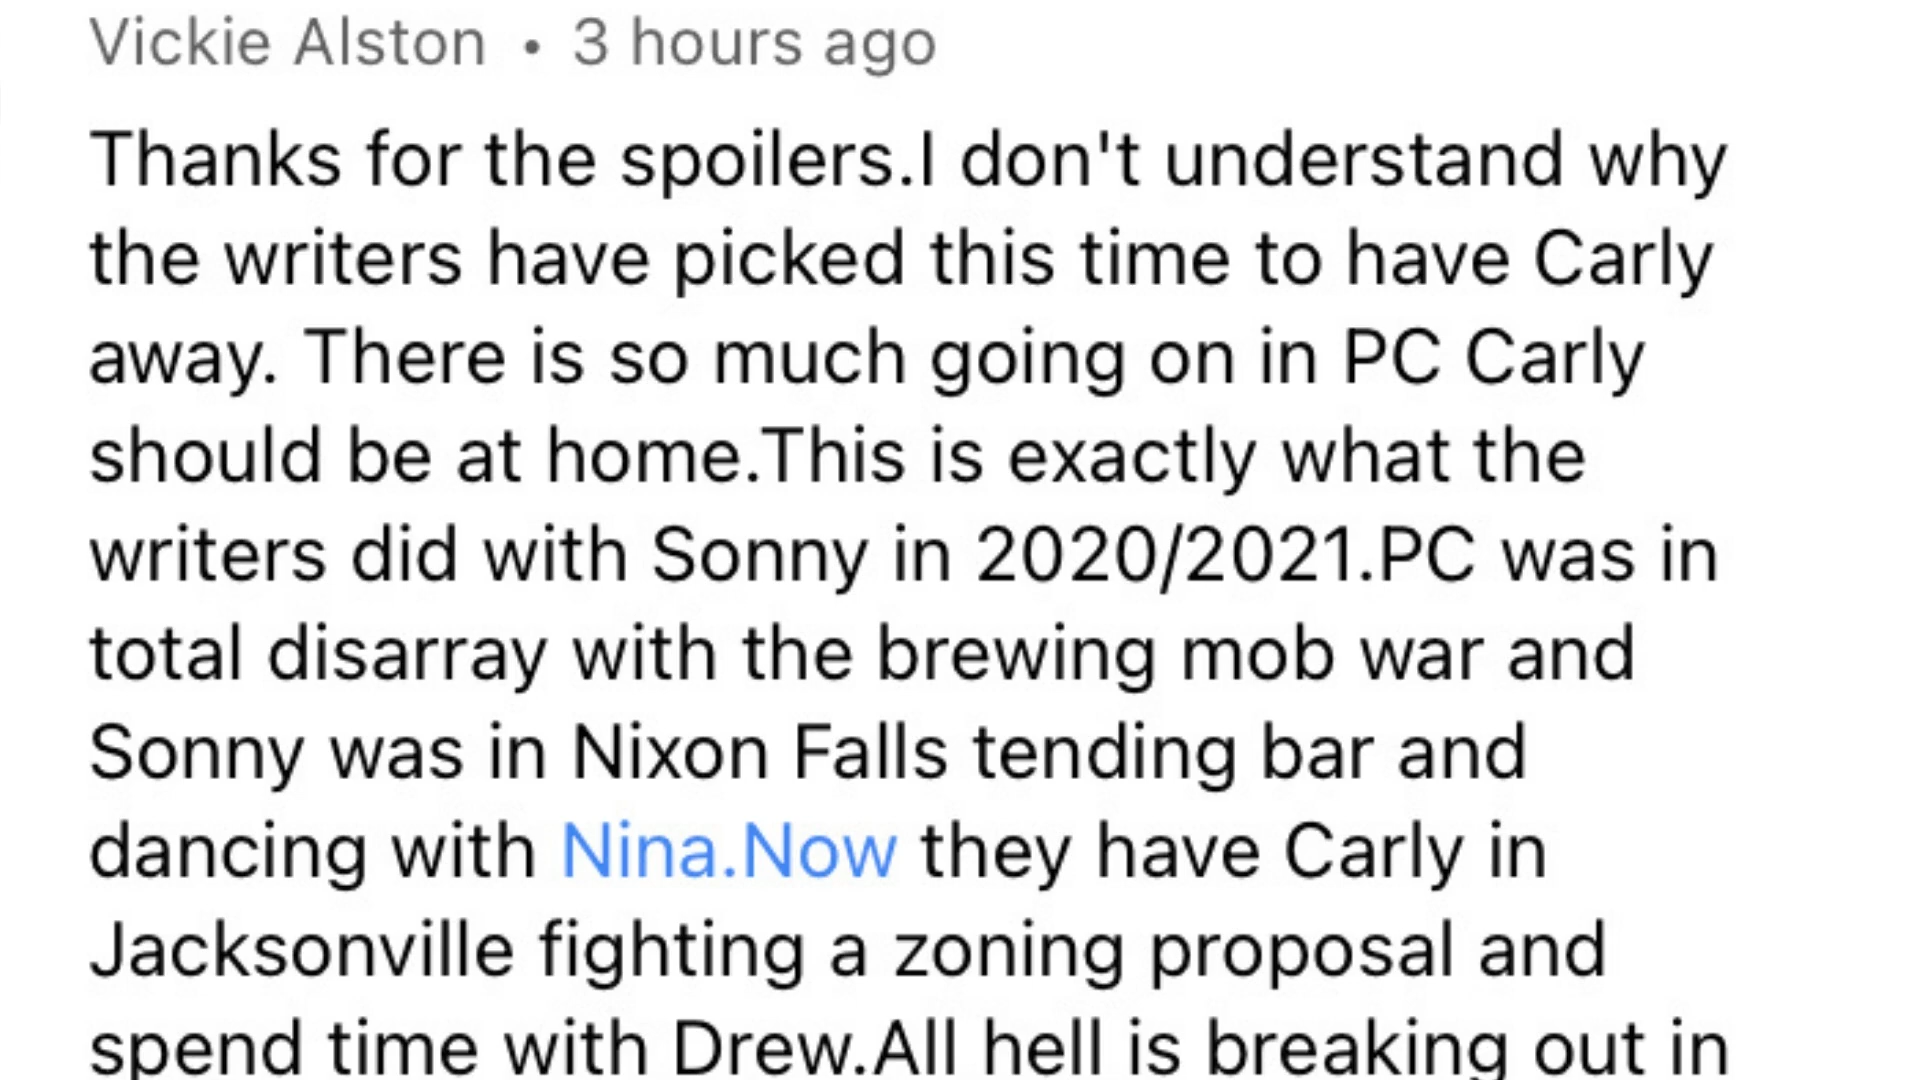 Vickie Alston • 3 hours ago
Thanks for the spoilers.I don't understand why
the writers have picked this time to have Carly
away. There is so much going on in PC Carly
should be at home.This is exactly what the
writers did with Sonny in 2020/2021.PC was in
total disarray with the brewing mob war and
Sonny was in Nixon Falls tending bar and
dancing with Nina.Now they have Carly in
Jacksonville fighting a zoning proposal and
spend time with Drew.All hell is breaking out in